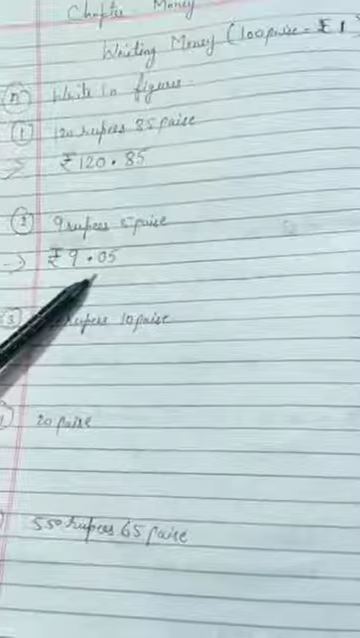 Chapter Money
Writing Money (100 paise = ₹ 1
(A) Write in figures.
(1) 120 rupees 85 paise
→ ₹120.85
(2) 9 rupees 5 paise
→ ₹9.05
(3) rupees 10 paise
20 paise
550 rupees 65 paise